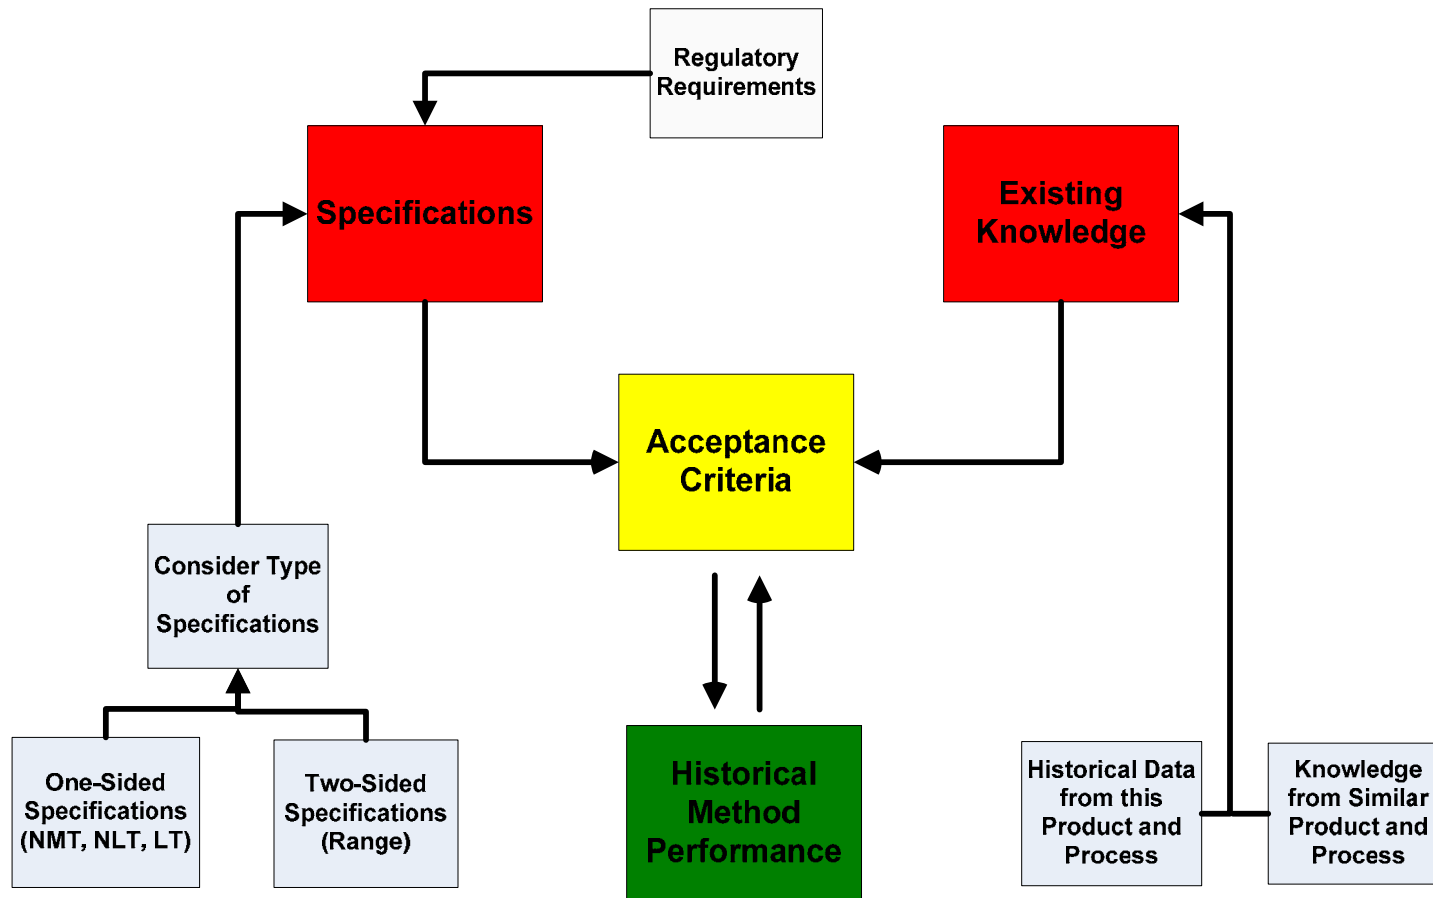 Regulatory
Requirements
Specifications
Existing
Knowledge
Acceptance
Criteria
Consider Type
of
Specifications
One-Sided
Specifications
(NMT, NLT, LT)
Two-Sided
Specifications
(Range)
Historical
Method
Performance
Historical Data
from this
Product and
Process
Knowledge
from Similar
Product and
Process